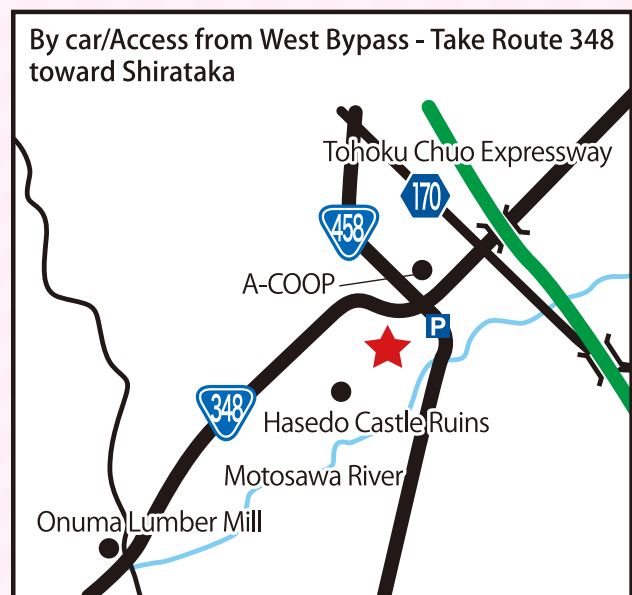 By car/Access from West Bypass - Take Route 348
toward Shirataka
Tohoku Chuo Expressway
170
458
A-COOP
P
348
Hasedo Castle Ruins
Motosawa River
Onuma Lumber Mill